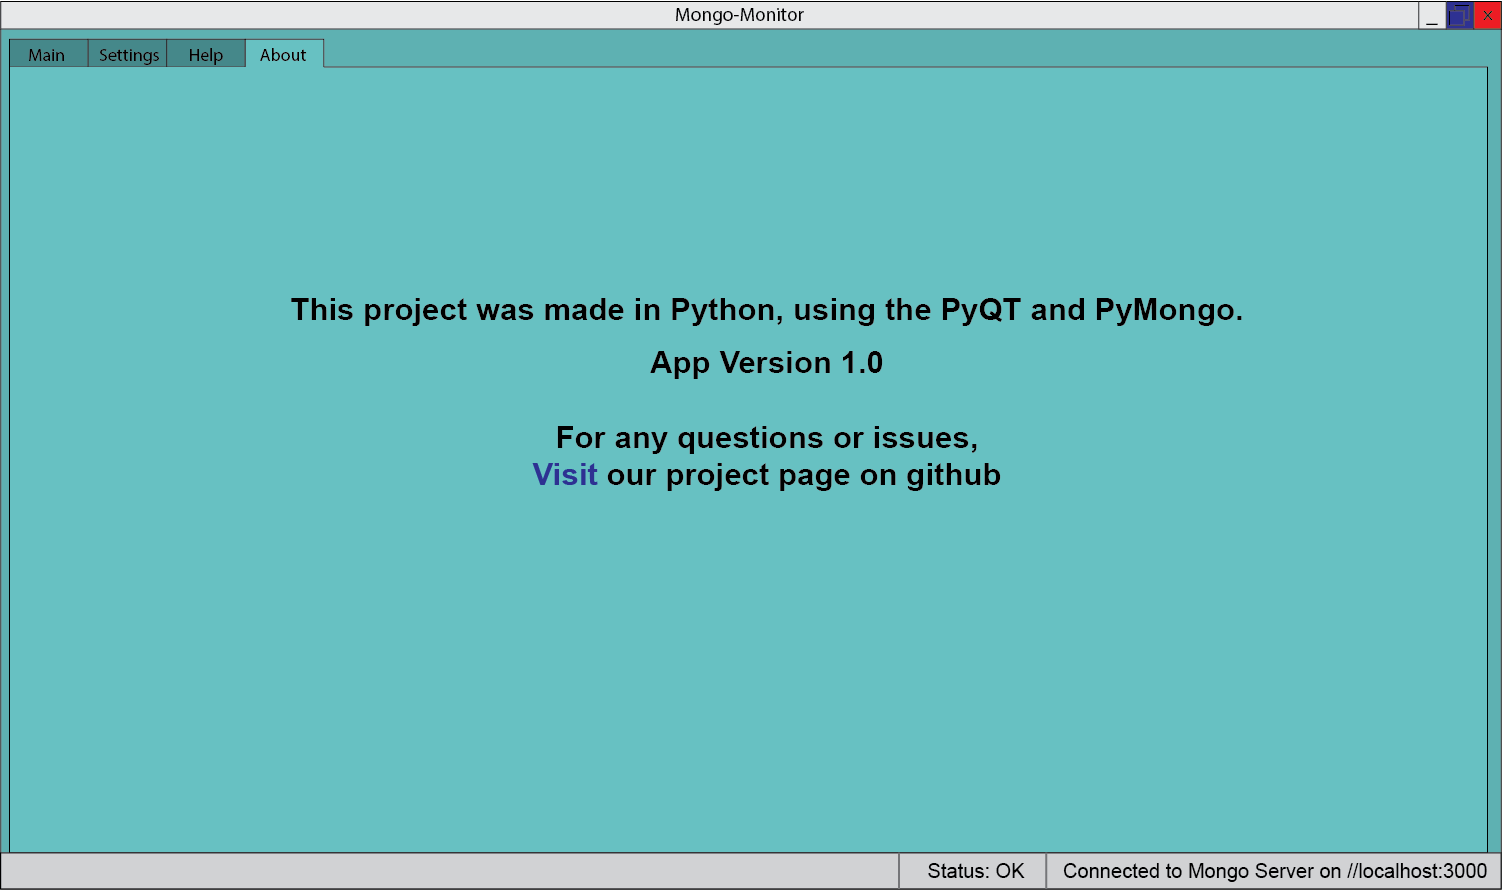 Mongo-Monitor
Main Settings Help About
This project was made in Python, using the PyQT and PyMongo.
App Version 1.0
For any questions or issues,
Visit our project page on github
Status: OK Connected to Mongo Server on //localhost:3000